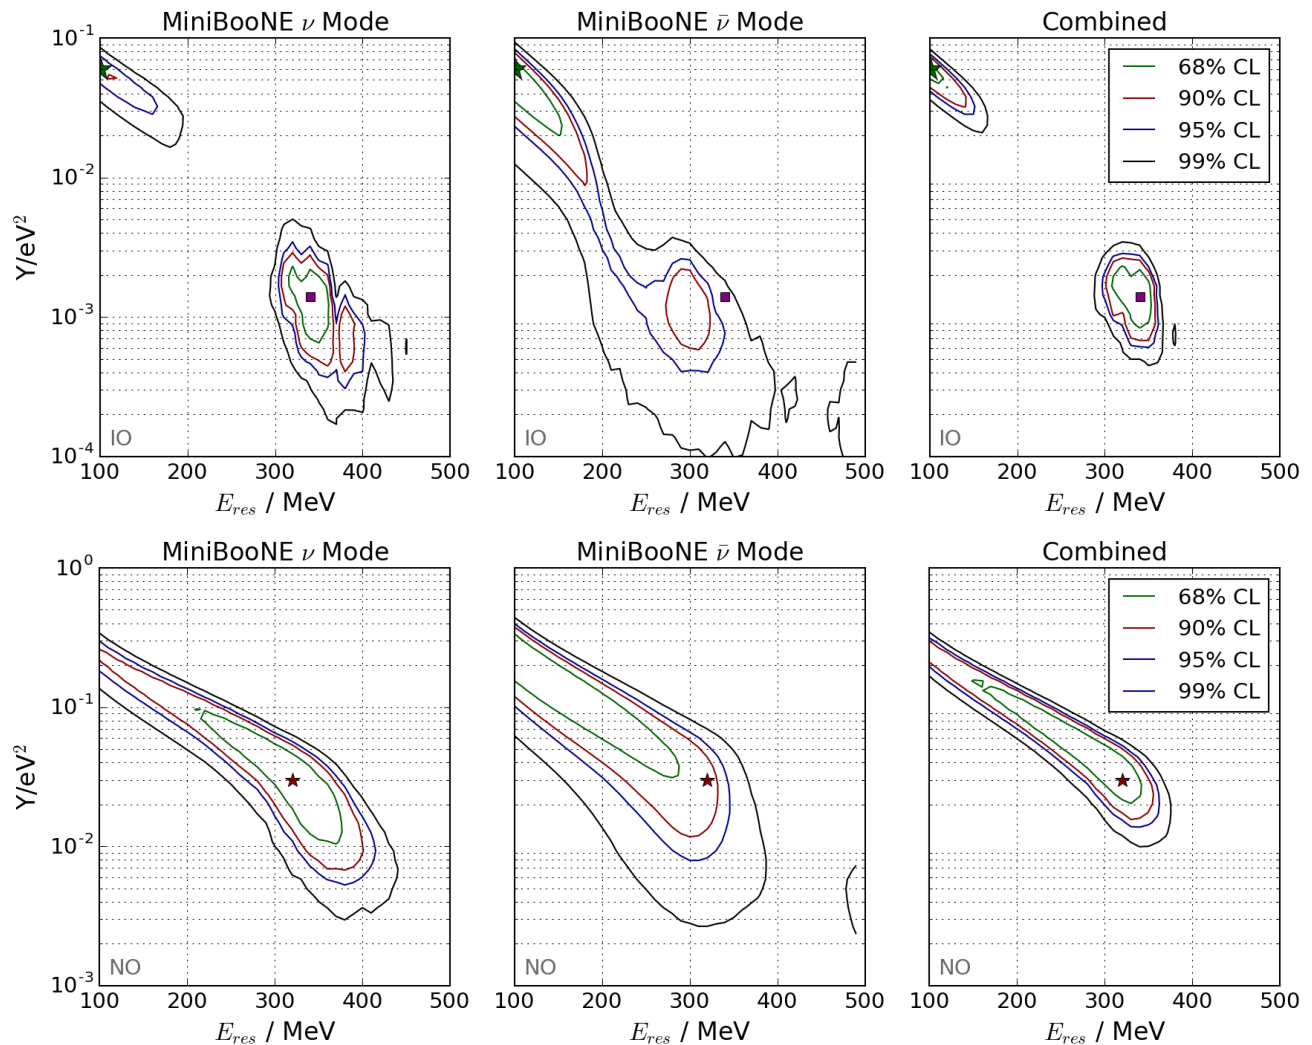 MiniBooNE ν Mode
MiniBooNE ν̄ Mode
Combined
10⁻¹
10⁻²
10⁻³
10⁻⁴
Y/eV²
68% CL
90% CL
95% CL
99% CL
IO
IO
IO
100 200 300 400 500
100 200 300 400 500
100 200 300 400 500
E_res / MeV
E_res / MeV
E_res / MeV
MiniBooNE ν Mode
MiniBooNE ν̄ Mode
Combined
10⁰
10⁻¹
10⁻²
10⁻³
Y/eV²
68% CL
90% CL
95% CL
99% CL
NO
NO
NO
100 200 300 400 500
100 200 300 400 500
100 200 300 400 500
E_res / MeV
E_res / MeV
E_res / MeV